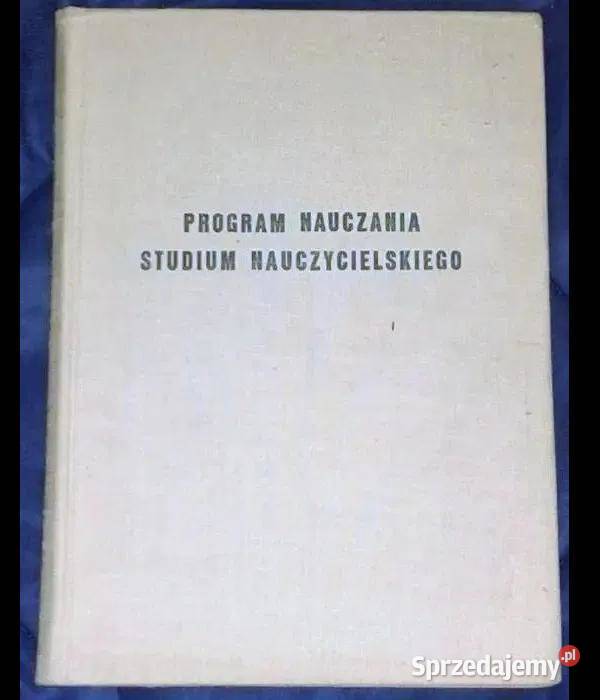 PROGRAM NAUCZANIA
STUDIUM NAUCZYCIELSKIEGO
Sprzedajemy.pl